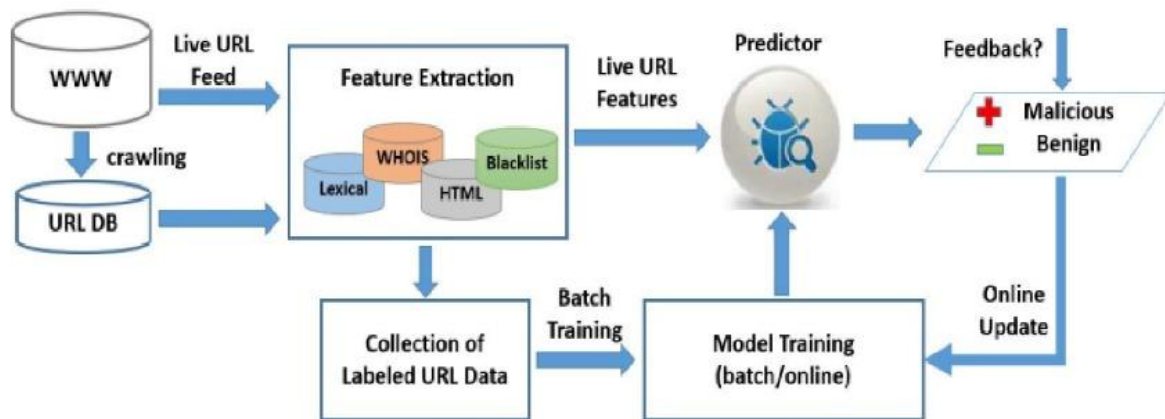 WWW
Live URL
Feed
crawling
URL DB
Feature Extraction
Lexical
WHOIS
HTML
Blacklist
Live URL
Features
Predictor
Feedback?
Malicious
Benign
Collection of
Labeled URL Data
Batch
Training
Model Training
(batch/online)
Online
Update